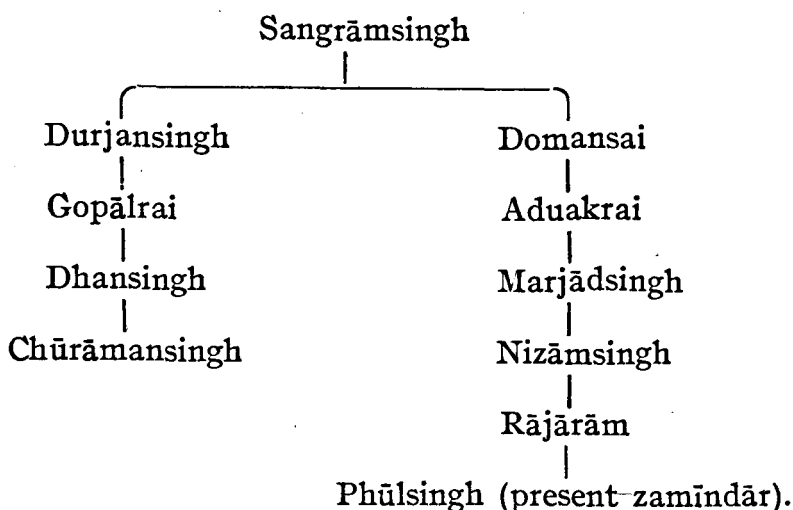 Sangrāmsingh
Durjansingh Domansai
Gopālrai Aduakrai
Dhansingh Marjādsingh
Chūrāmansingh Nizāmsingh
Rājārām
Phūlsingh (present zamīndār).